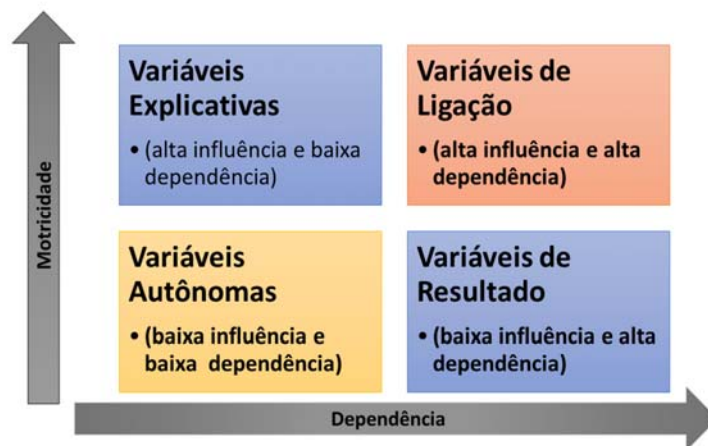 Motricidade
Variáveis
Explicativas
• (alta influência e baixa
dependência)
Variáveis de
Ligação
• (alta influência e alta
dependência)
Variáveis
Autônomas
• (baixa influência e
baixa dependência)
Variáveis de
Resultado
• (baixa influência e alta
dependência)
Dependência